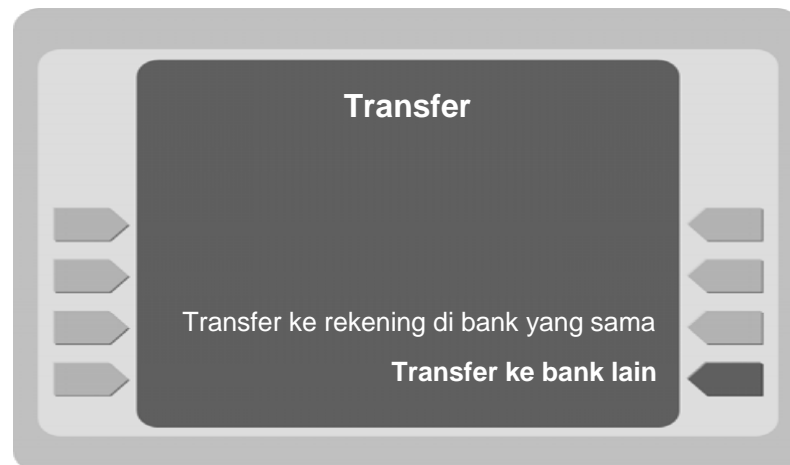 Transfer
Transfer ke rekening di bank yang sama
Transfer ke bank lain